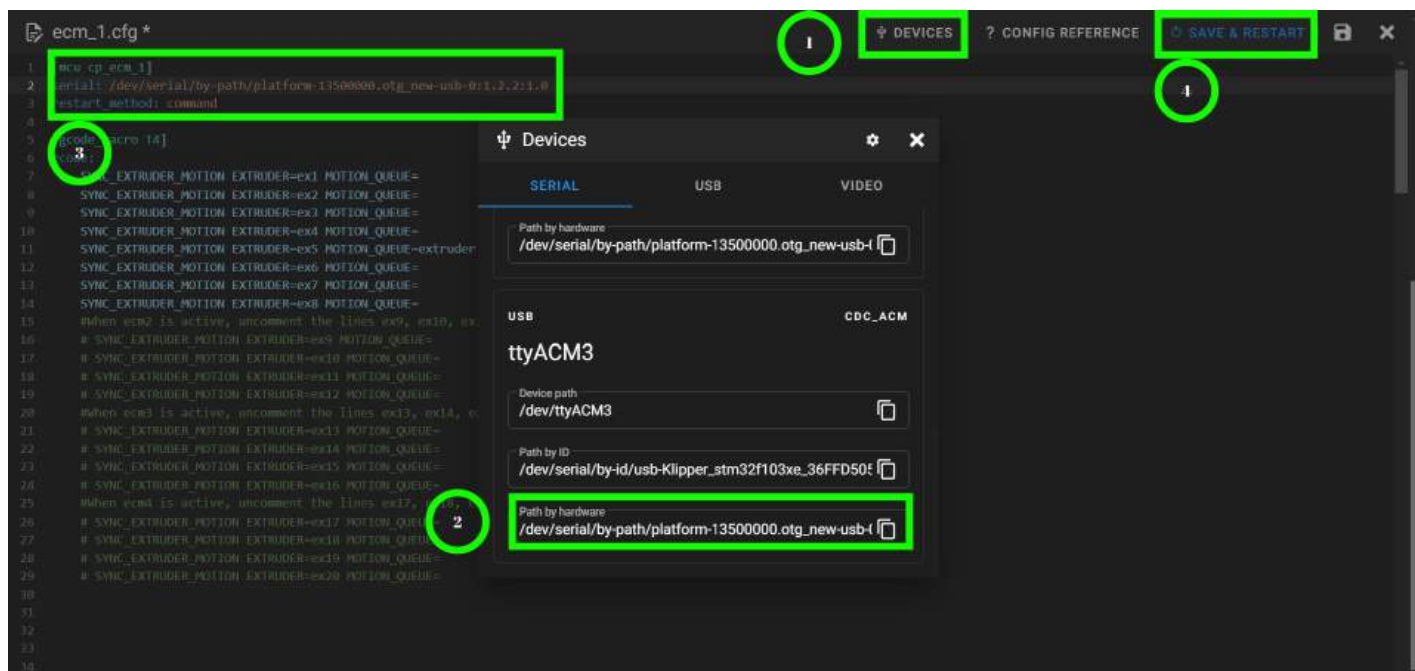 ecm_1.cfg *
1
DEVICES
? CONFIG REFERENCE
SAVE & RESTART
4
1 [mcu cp_ecm_1]
2 serial: /dev/serial/by-path/platform-13500000.otg_new-usb-0:1.2.2:1.0
3 restart_method: command
4
5
6
3
7 EXTRUDER_MOTION EXTRUDER=ex1 MOTION_QUEUE=
8 SYNC_EXTRUDER_MOTION EXTRUDER=ex2 MOTION_QUEUE=
9 SYNC_EXTRUDER_MOTION EXTRUDER=ex3 MOTION_QUEUE=
10 SYNC_EXTRUDER_MOTION EXTRUDER=ex4 MOTION_QUEUE=
11 SYNC_EXTRUDER_MOTION EXTRUDER=ex5 MOTION_QUEUE=extruder
12 SYNC_EXTRUDER_MOTION EXTRUDER=ex6 MOTION_QUEUE=
13 SYNC_EXTRUDER_MOTION EXTRUDER=ex7 MOTION_QUEUE=
14 SYNC_EXTRUDER_MOTION EXTRUDER=ex8 MOTION_QUEUE=
15 #When ecm2 is active, uncomment the lines ex9, ex10, ex
16 # SYNC_EXTRUDER_MOTION EXTRUDER=ex9 MOTION_QUEUE=
17 # SYNC_EXTRUDER_MOTION EXTRUDER=ex10 MOTION_QUEUE=
18 # SYNC_EXTRUDER_MOTION EXTRUDER=ex11 MOTION_QUEUE=
19 # SYNC_EXTRUDER_MOTION EXTRUDER=ex12 MOTION_QUEUE=
20 #When ecm3 is active, uncomment the lines ex13, ex14, e
21 # SYNC_EXTRUDER_MOTION EXTRUDER=ex13 MOTION_QUEUE=
22 # SYNC_EXTRUDER_MOTION EXTRUDER=ex14 MOTION_QUEUE=
23 # SYNC_EXTRUDER_MOTION EXTRUDER=ex15 MOTION_QUEUE=
24 # SYNC_EXTRUDER_MOTION EXTRUDER=ex16 MOTION_QUEUE=
25 #When ecm4 is active, uncomment the lines ex17,
26 # SYNC_EXTRUDER_MOTION EXTRUDER=ex17 MOTION_QUEUE=
27 # SYNC_EXTRUDER_MOTION EXTRUDER=ex18 MOTION_QUEUE
28 # SYNC_EXTRUDER_MOTION EXTRUDER=ex19 MOTION_QUEUE=
29 # SYNC_EXTRUDER_MOTION EXTRUDER=ex20 MOTION_QUEUE=
30
31
32
33
34
Devices
SERIAL
USB
VIDEO
Path by hardware
/dev/serial/by-path/platform-13500000.otg_new-usb-(
USB
CDC_ACM
ttyACM3
Device path
/dev/ttyACM3
Path by ID
/dev/serial/by-id/usb-Klipper_stm32f103xe_36FFD505
2
Path by hardware
/dev/serial/by-path/platform-13500000.otg_new-usb-(